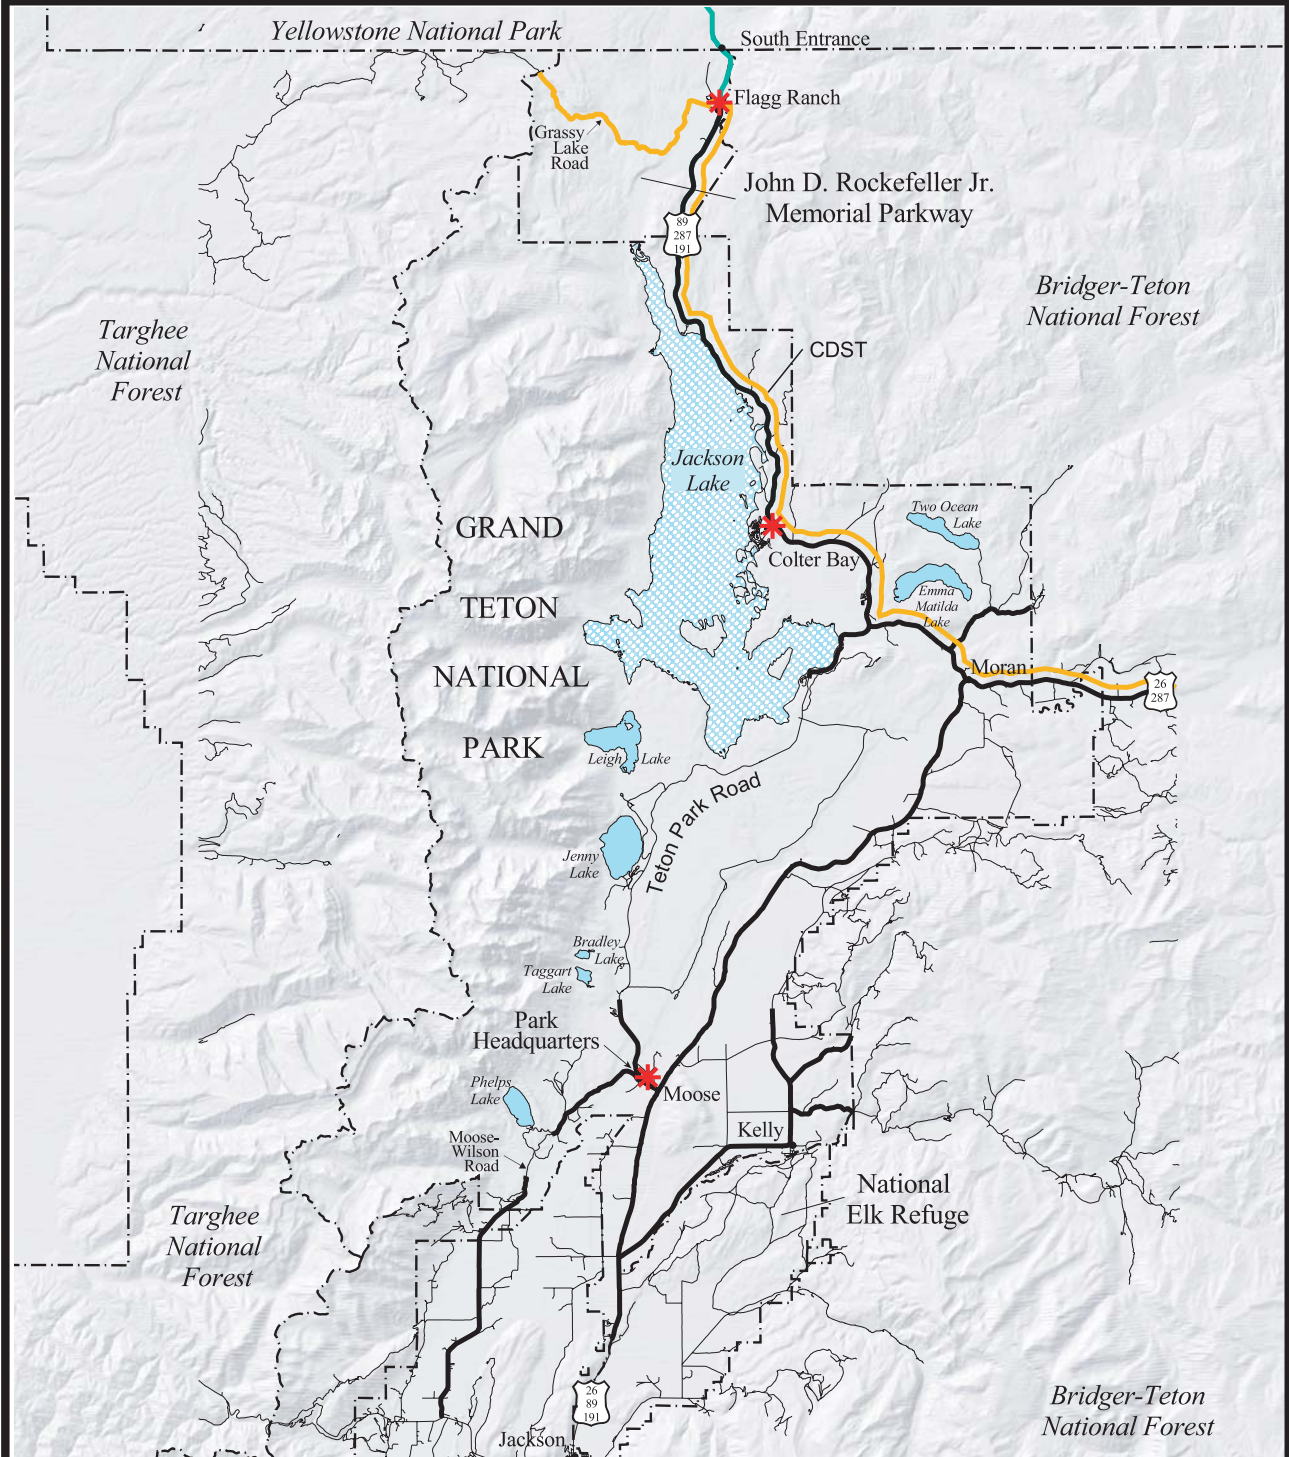 Yellowstone National Park
South Entrance
Flagg Ranch
Grassy
Lake
Road
John D. Rockefeller Jr.
Memorial Parkway
89
287
191
Bridger-Teton
National Forest
Targhee
National
Forest
CDST
Jackson
Lake
Two Ocean
Lake
GRAND
TETON
NATIONAL
PARK
Colter Bay
Emma
Matilda
Lake
Moran
26
287
Leigh Lake
Teton Park Road
Jenny
Lake
Bradley
Lake
Taggart
Lake
Park
Headquarters
Phelps
Lake
Moose
Kelly
Moose-
Wilson
Road
National
Elk Refuge
Targhee
National
Forest
26
89
191
Bridger-Teton
National Forest
Jackson